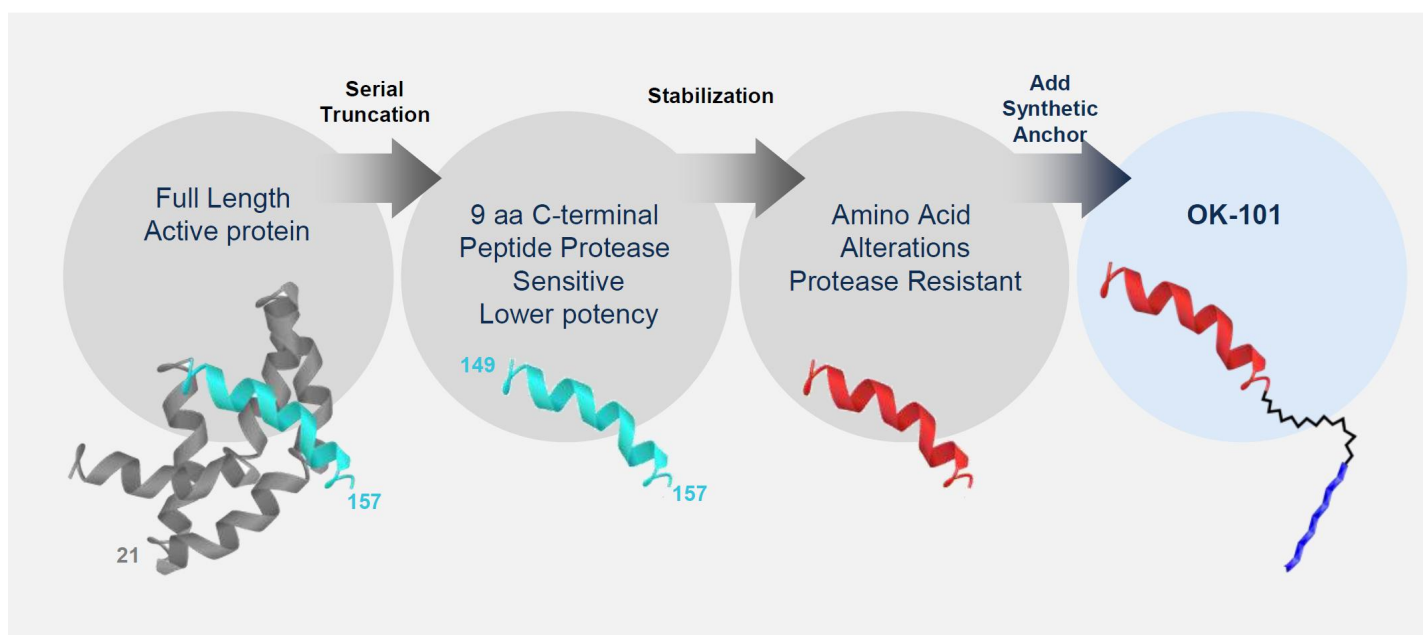 Serial
Truncation
Stabilization
Add
Synthetic
Anchor
Full Length
Active protein
9 aa C-terminal
Peptide Protease
Sensitive
Lower potency
Amino Acid
Alterations
Protease Resistant
OK-101
149
157
157
21